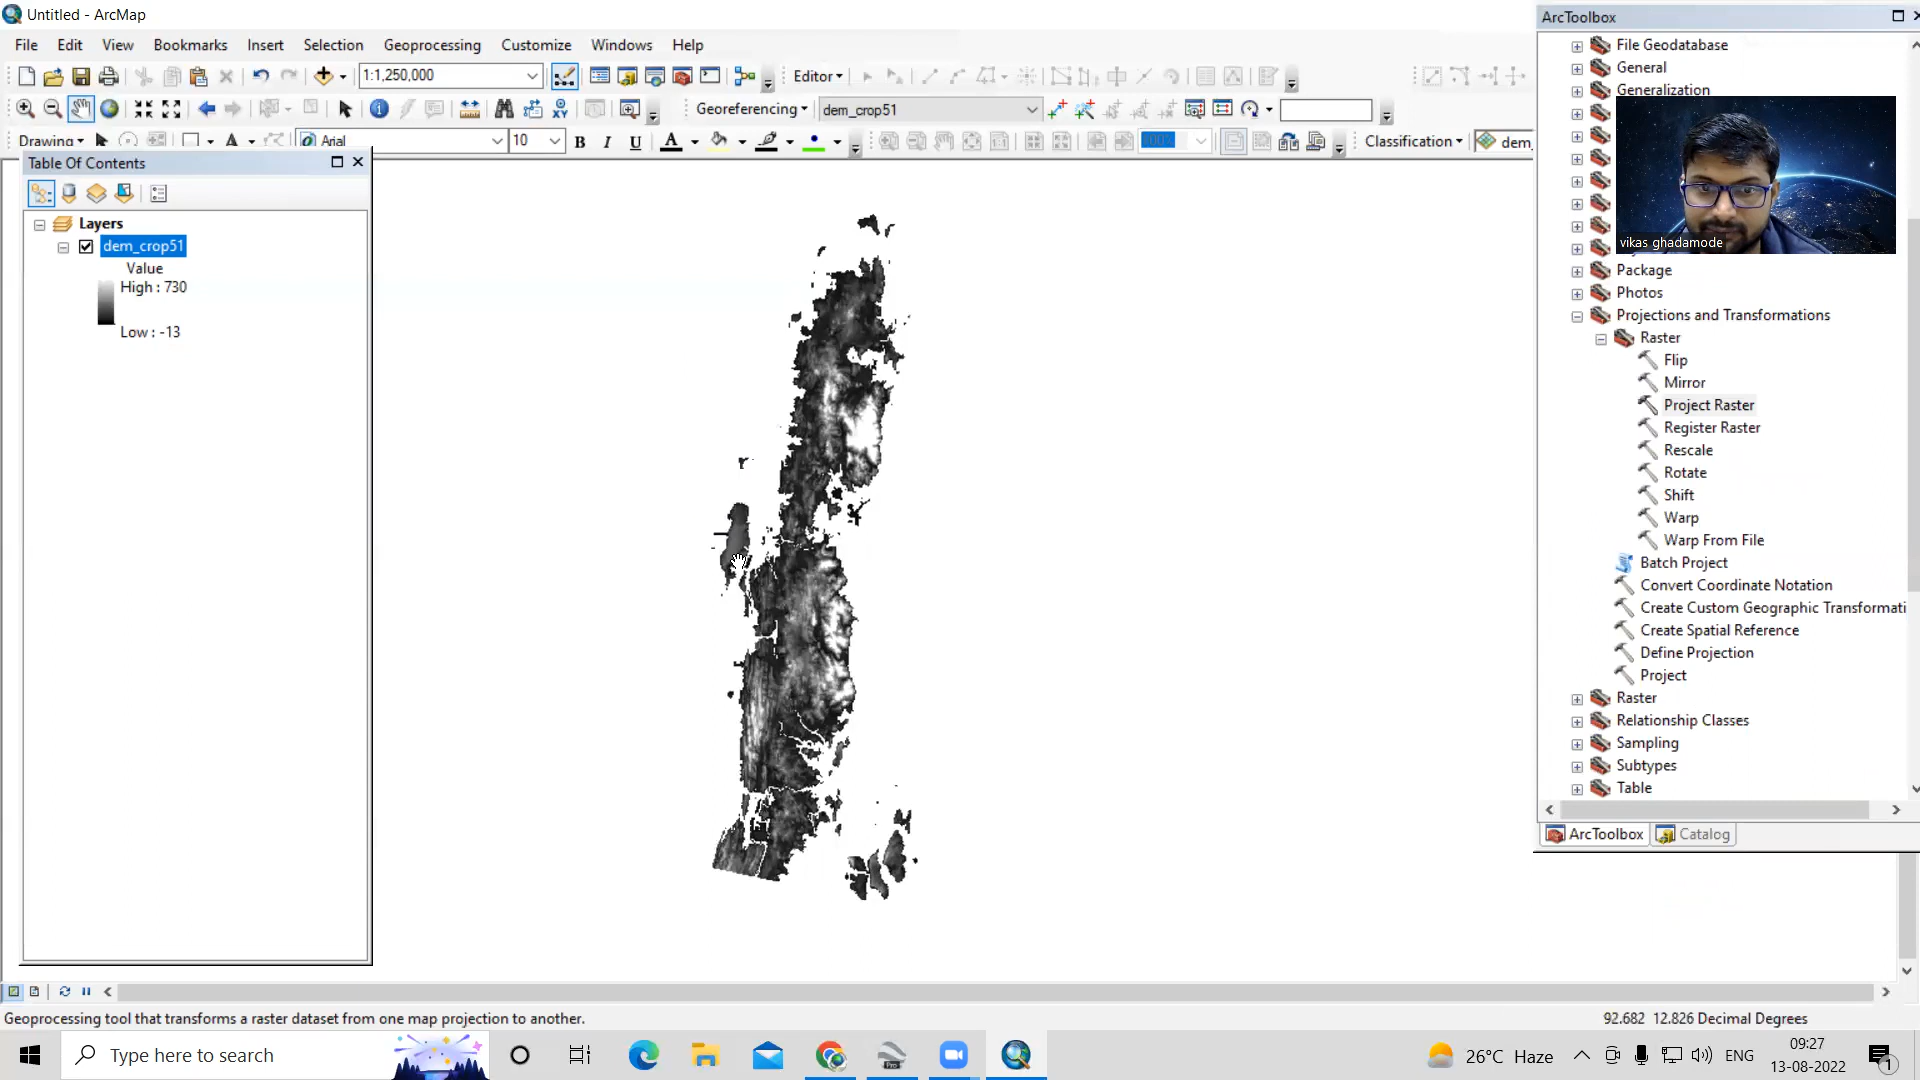 Untitled - ArcMap
File Edit View Bookmarks Insert Selection Geoprocessing Customize Windows Help
1:1,250,000
Editor
Georeferencing
dem_crop51
Drawing
Arial
10
B I U A
Classification
dem_
Table Of Contents
Layers
dem_crop51
Value
High : 730
Low : -13
ArcToolbox
File Geodatabase
General
Generalization
vikas ghadamode
Package
Photos
Projections and Transformations
Raster
Flip
Mirror
Project Raster
Register Raster
Rescale
Rotate
Shift
Warp
Warp From File
Batch Project
Convert Coordinate Notation
Create Custom Geographic Transformati
Create Spatial Reference
Define Projection
Project
Raster
Relationship Classes
Sampling
Subtypes
Table
ArcToolbox Catalog
Geoprocessing tool that transforms a raster dataset from one map projection to another.
92.682 12.826 Decimal Degrees
Type here to search
26°C Haze
ENG
09:27
13-08-2022
1